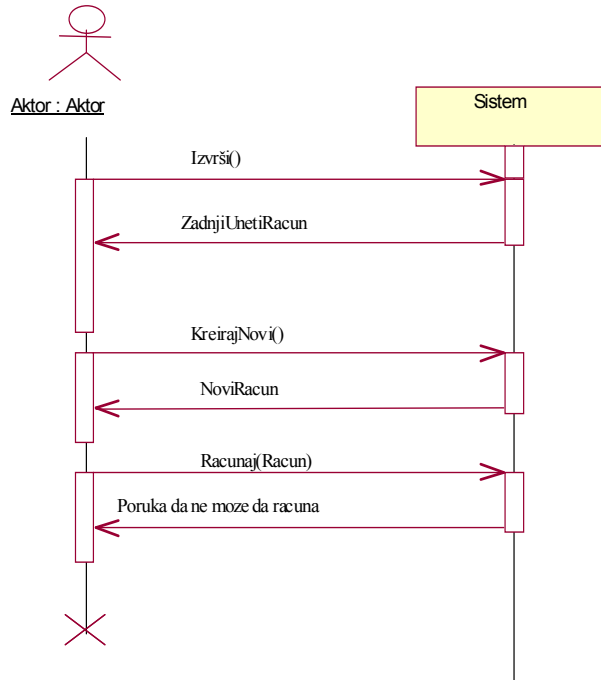 Aktor : Aktor
Sistem
Izvrši()
ZadnjiUnetiRacun
KreirajNovi()
NoviRacun
Racunaj(Racun)
Poruka da ne moze da racuna